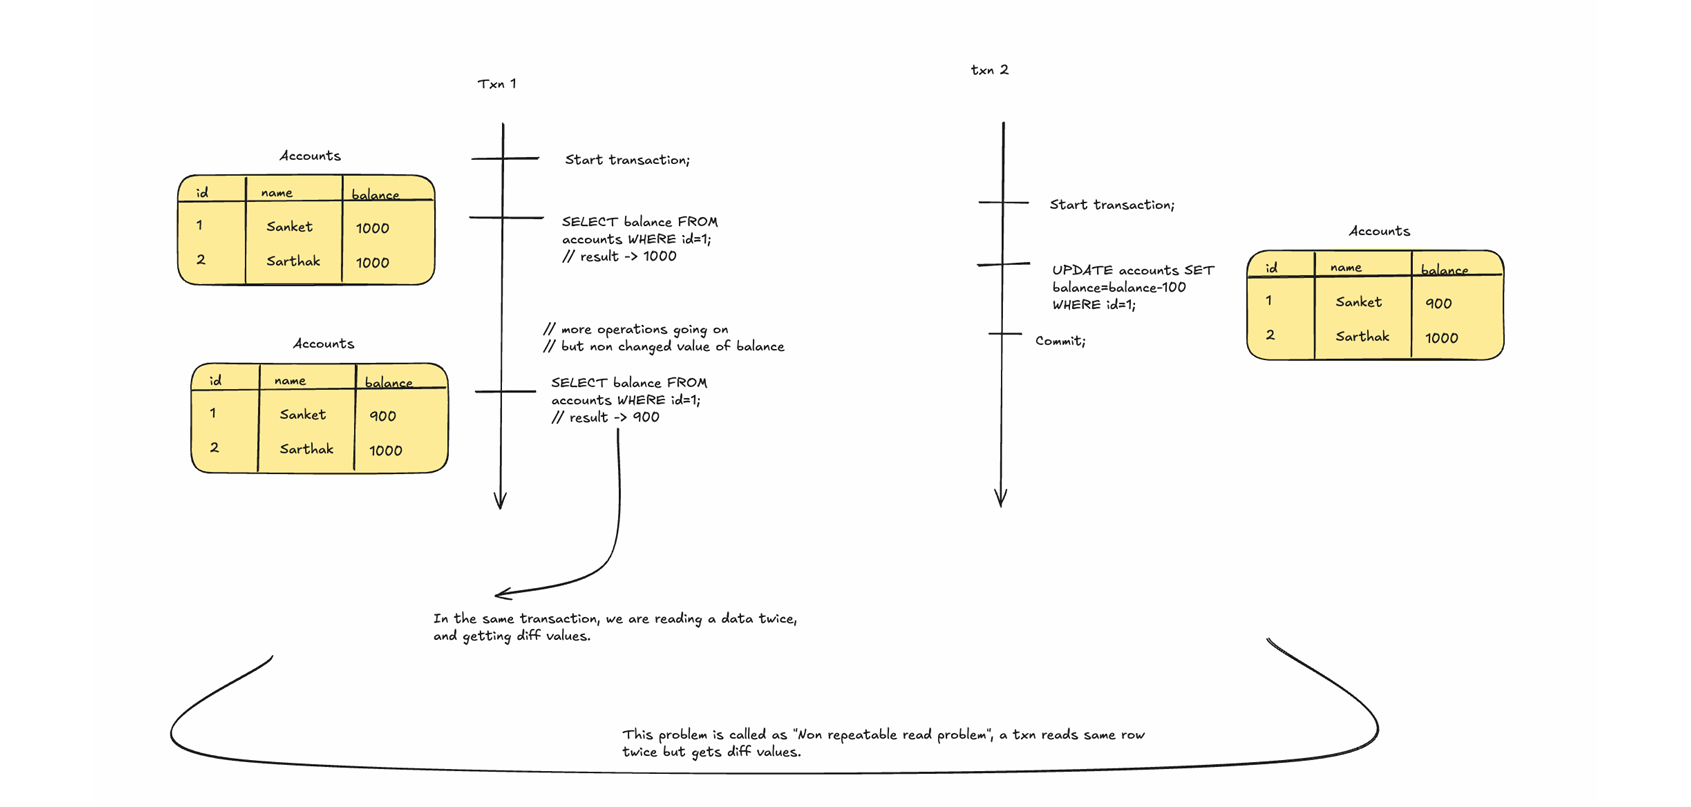 Txn 1
txn 2
Accounts
id name balance
1 Sanket 1000
2 Sarthak 1000
Start transaction;
SELECT balance FROM
accounts WHERE id=1;
// result -> 1000
// more operations going on
// but non changed value of balance
Accounts
id name balance
1 Sanket 900
2 Sarthak 1000
SELECT balance FROM
accounts WHERE id=1;
// result -> 900
Start transaction;
UPDATE accounts SET
balance=balance-100
WHERE id=1;
Commit;
Accounts
id name balance
1 Sanket 900
2 Sarthak 1000
In the same transaction, we are reading a data twice,
and getting diff values.
This problem is called as "Non repeatable read problem", a txn reads same row
twice but gets diff values.